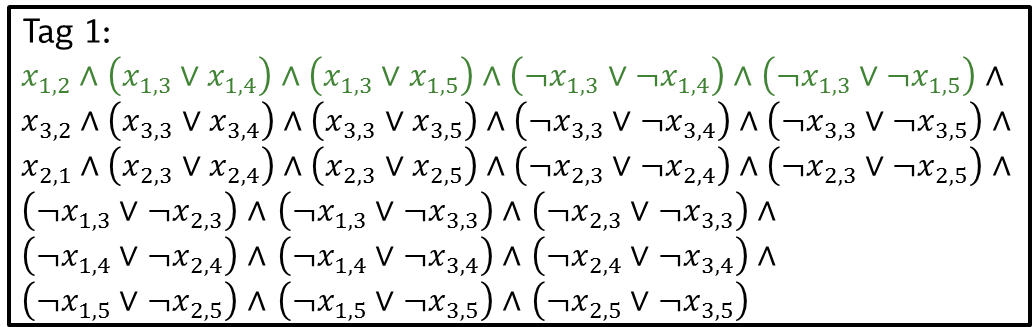 Tag 1:
x₁,₂ ∧ (x₁,₃ ∨ x₁,₄) ∧ (x₁,₃ ∨ x₁,₅) ∧ (¬x₁,₃ ∨ ¬x₁,₄) ∧ (¬x₁,₃ ∨ ¬x₁,₅) ∧
x₃,₂ ∧ (x₃,₃ ∨ x₃,₄) ∧ (x₃,₃ ∨ x₃,₅) ∧ (¬x₃,₃ ∨ ¬x₃,₄) ∧ (¬x₃,₃ ∨ ¬x₃,₅) ∧
x₂,₁ ∧ (x₂,₃ ∨ x₂,₄) ∧ (x₂,₃ ∨ x₂,₅) ∧ (¬x₂,₃ ∨ ¬x₂,₄) ∧ (¬x₂,₃ ∨ ¬x₂,₅) ∧
(¬x₁,₃ ∨ ¬x₂,₃) ∧ (¬x₁,₃ ∨ ¬x₃,₃) ∧ (¬x₂,₃ ∨ ¬x₃,₃) ∧
(¬x₁,₄ ∨ ¬x₂,₄) ∧ (¬x₁,₄ ∨ ¬x₃,₄) ∧ (¬x₂,₄ ∨ ¬x₃,₄) ∧
(¬x₁,₅ ∨ ¬x₂,₅) ∧ (¬x₁,₅ ∨ ¬x₃,₅) ∧ (¬x₂,₅ ∨ ¬x₃,₅)